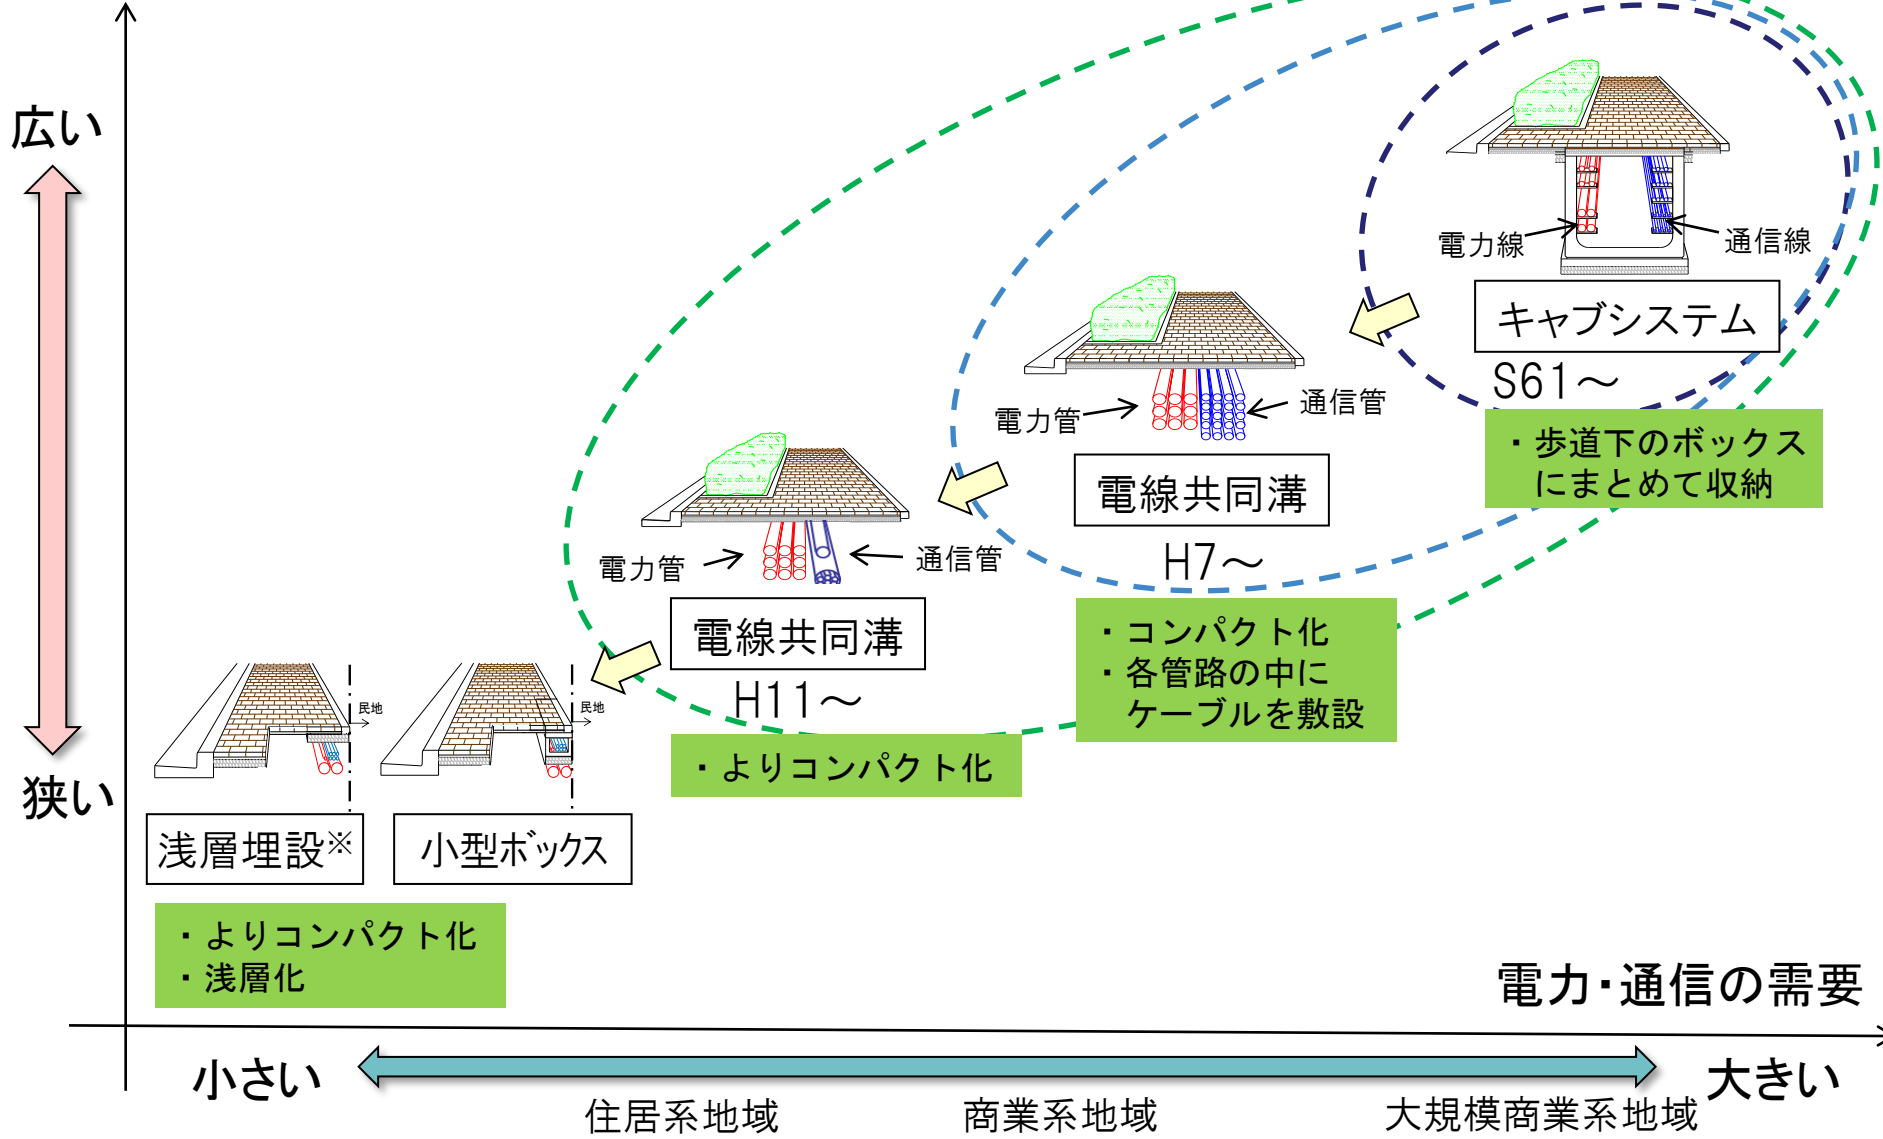 広い
狭い
電力線
通信線
キャブシステム
S61～
・歩道下のボックス
にまとめて収納
電力管
通信管
電線共同溝
H7～
・コンパクト化
・各管路の中に
ケーブルを敷設
電力管
通信管
電線共同溝
H11～
・よりコンパクト化
民地
民地
浅層埋設※
小型ボックス
・よりコンパクト化
・浅層化
電力・通信の需要
小さい
大きい
住居系地域
商業系地域
大規模商業系地域